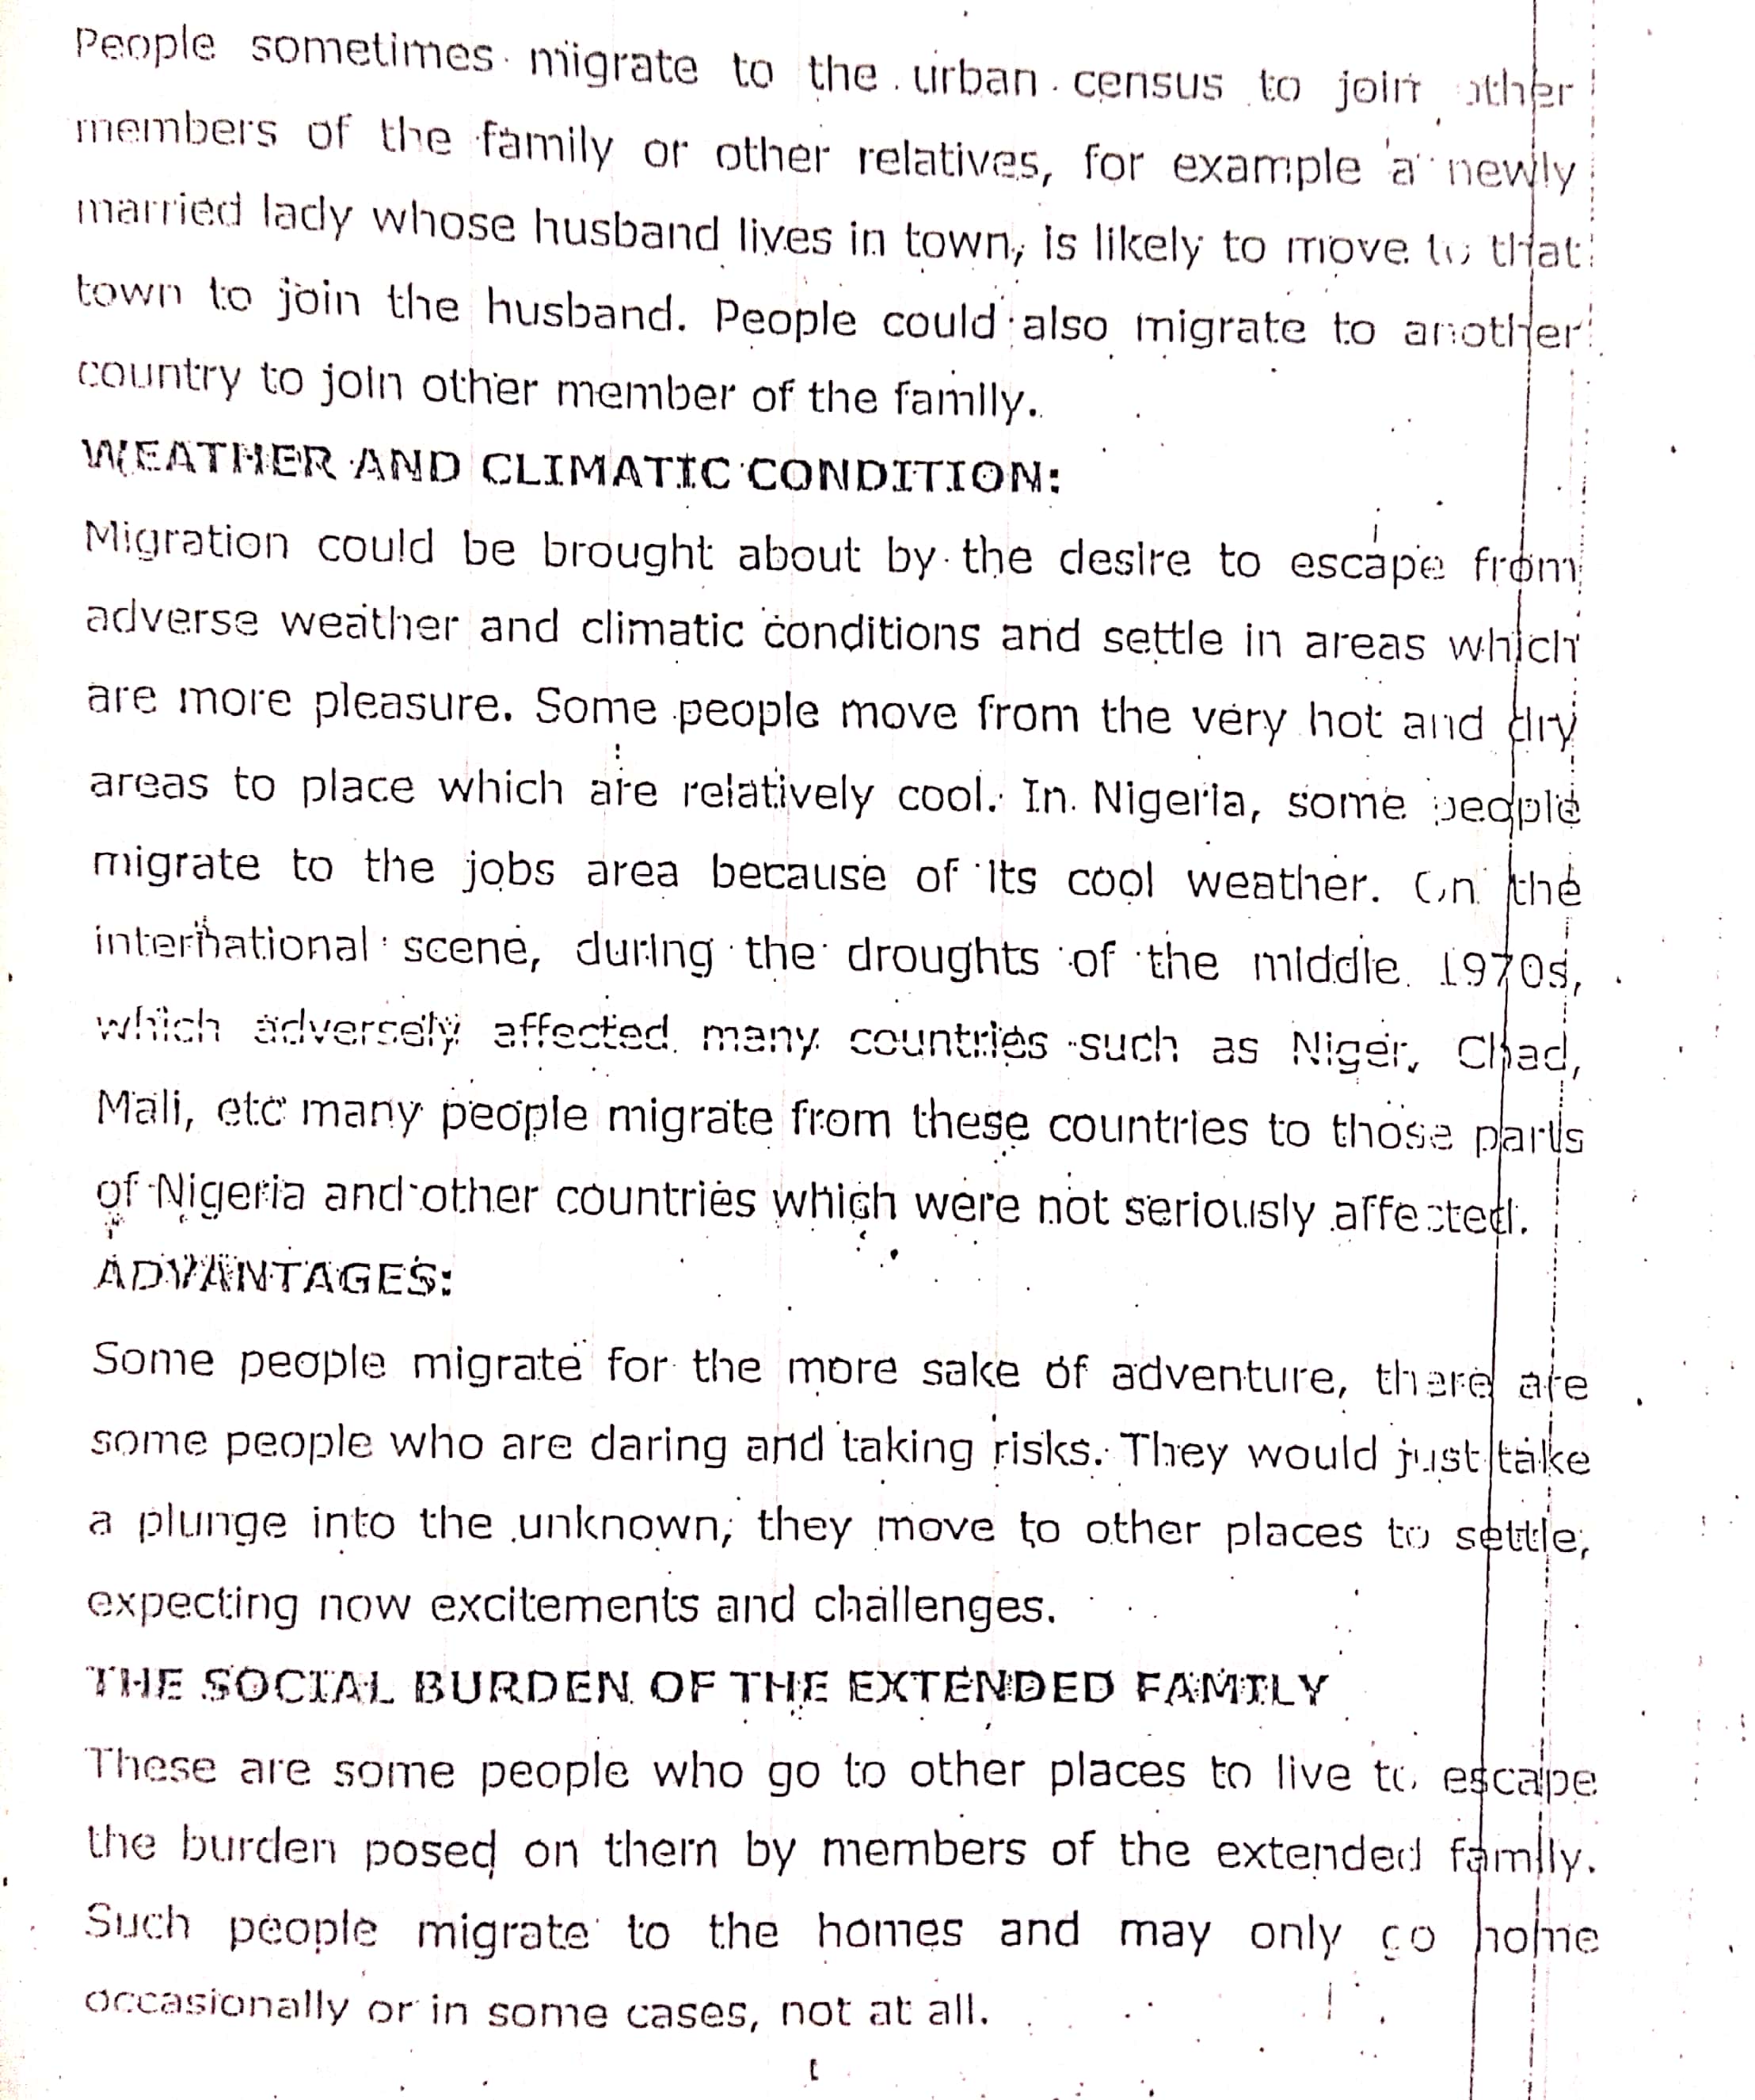 People sometimes migrate to the urban census to join other
members of the family or other relatives, for example a newly
married lady whose husband lives in town, is likely to move to that
town to join the husband. People could also migrate to another
country to join other member of the family.
WEATHER AND CLIMATIC CONDITION:
Migration could be brought about by the desire to escape from
adverse weather and climatic conditions and settle in areas which
are more pleasure. Some people move from the very hot and dry
areas to place which are relatively cool. In Nigeria, some people
migrate to the jobs area because of its cool weather. On the
international scene, during the droughts of the middle 1970s,
which adversely affected many countries such as Niger, Chad,
Mali, etc many people migrate from these countries to those parts
of Nigeria and other countries which were not seriously affected.
ADVANTAGES:
Some people migrate for the more sake of adventure, there are
some people who are daring and taking risks. They would just take
a plunge into the unknown, they move to other places to settle,
expecting now excitements and challenges.
THE SOCIAL BURDEN OF THE EXTENDED FAMILY
These are some people who go to other places to live to escape
the burden posed on them by members of the extended family.
Such people migrate to the homes and may only go home
occasionally or in some cases, not at all.